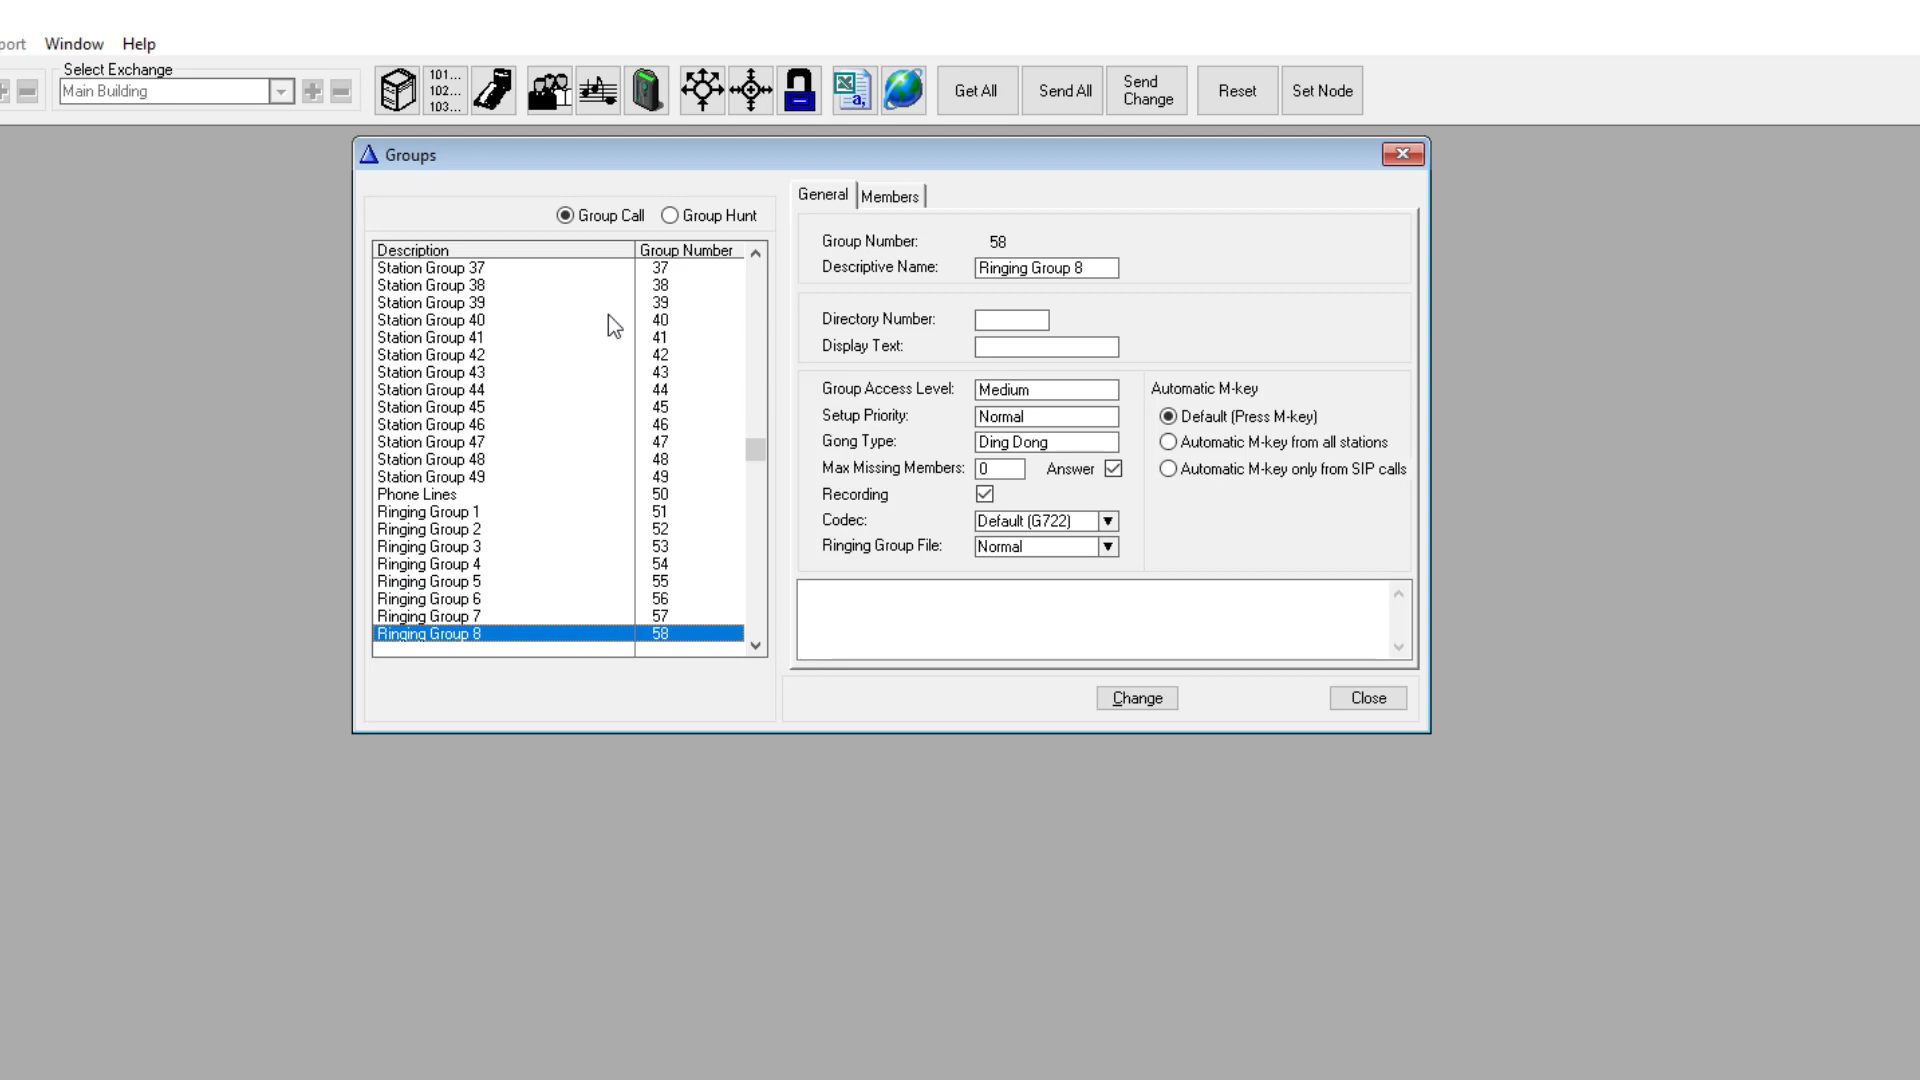 port Window Help
Select Exchange
Main Building
101...
102...
103...
a,
Get All
Send All
Send
Change
Reset
Set Node
Groups
Group Call Group Hunt
Description Group Number
Station Group 37 37
Station Group 38 38
Station Group 39 39
Station Group 40 40
Station Group 41 41
Station Group 42 42
Station Group 43 43
Station Group 44 44
Station Group 45 45
Station Group 46 46
Station Group 47 47
Station Group 48 48
Station Group 49 49
Phone Lines 50
Ringing Group 1 51
Ringing Group 2 52
Ringing Group 3 53
Ringing Group 4 54
Ringing Group 5 55
Ringing Group 6 56
Ringing Group 7 57
Ringing Group 8 58
General Members
Group Number: 58
Descriptive Name: Ringing Group 8
Directory Number:
Display Text:
Group Access Level: Medium
Setup Priority: Normal
Gong Type: Ding Dong
Max Missing Members: 0 Answer
Recording
Codec: Default (G722)
Ringing Group File: Normal
Automatic M-key
Default (Press M-key)
Automatic M-key from all stations
Automatic M-key only from SIP calls
Change
Close